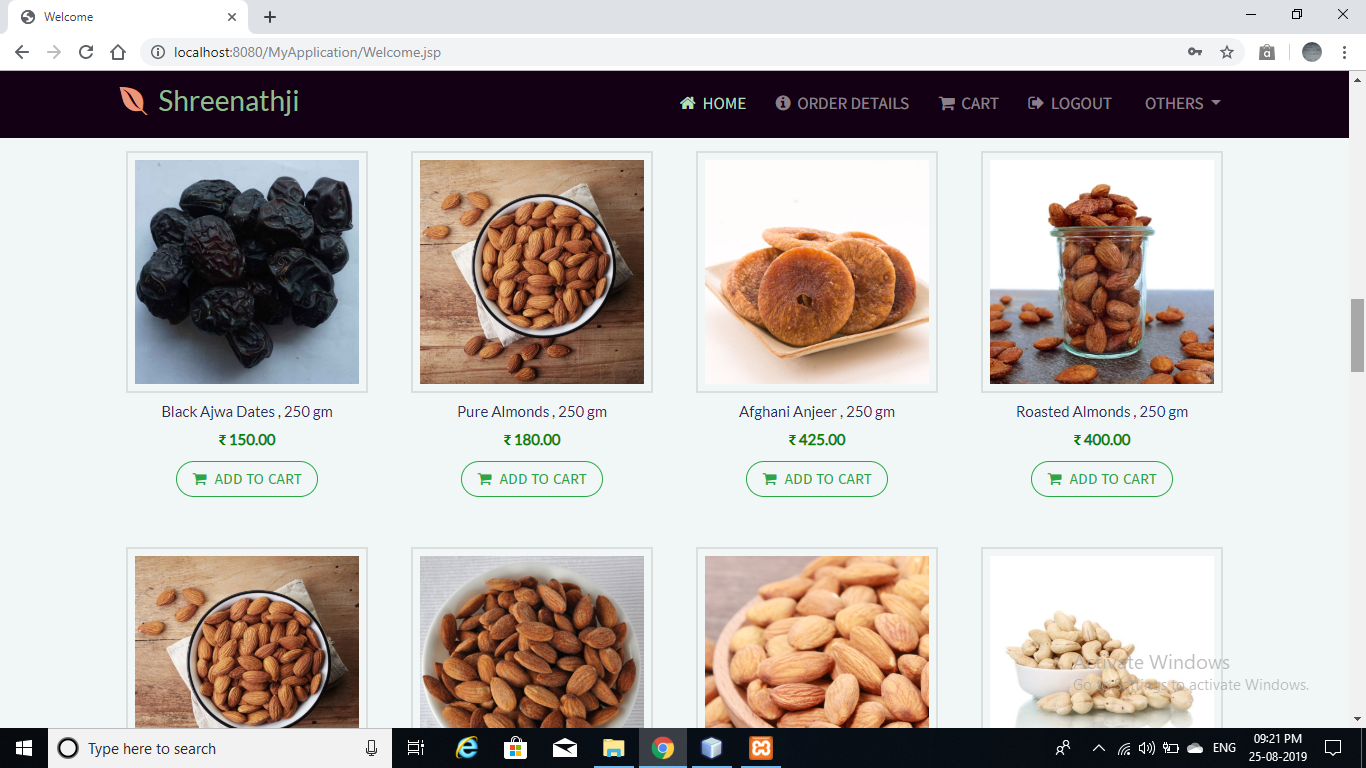 Welcome
localhost:8080/MyApplication/Welcome.jsp
Shreenathji
HOME
ORDER DETAILS
CART
LOGOUT
OTHERS
Black Ajwa Dates , 250 gm
Pure Almonds , 250 gm
Afghani Anjeer , 250 gm
Roasted Almonds , 250 gm
₹ 150.00
₹ 180.00
₹ 425.00
₹ 400.00
ADD TO CART
ADD TO CART
ADD TO CART
ADD TO CART
Activate Windows
Go to Settings to activate Windows.
Type here to search
ENG
09:21 PM
25-08-2019